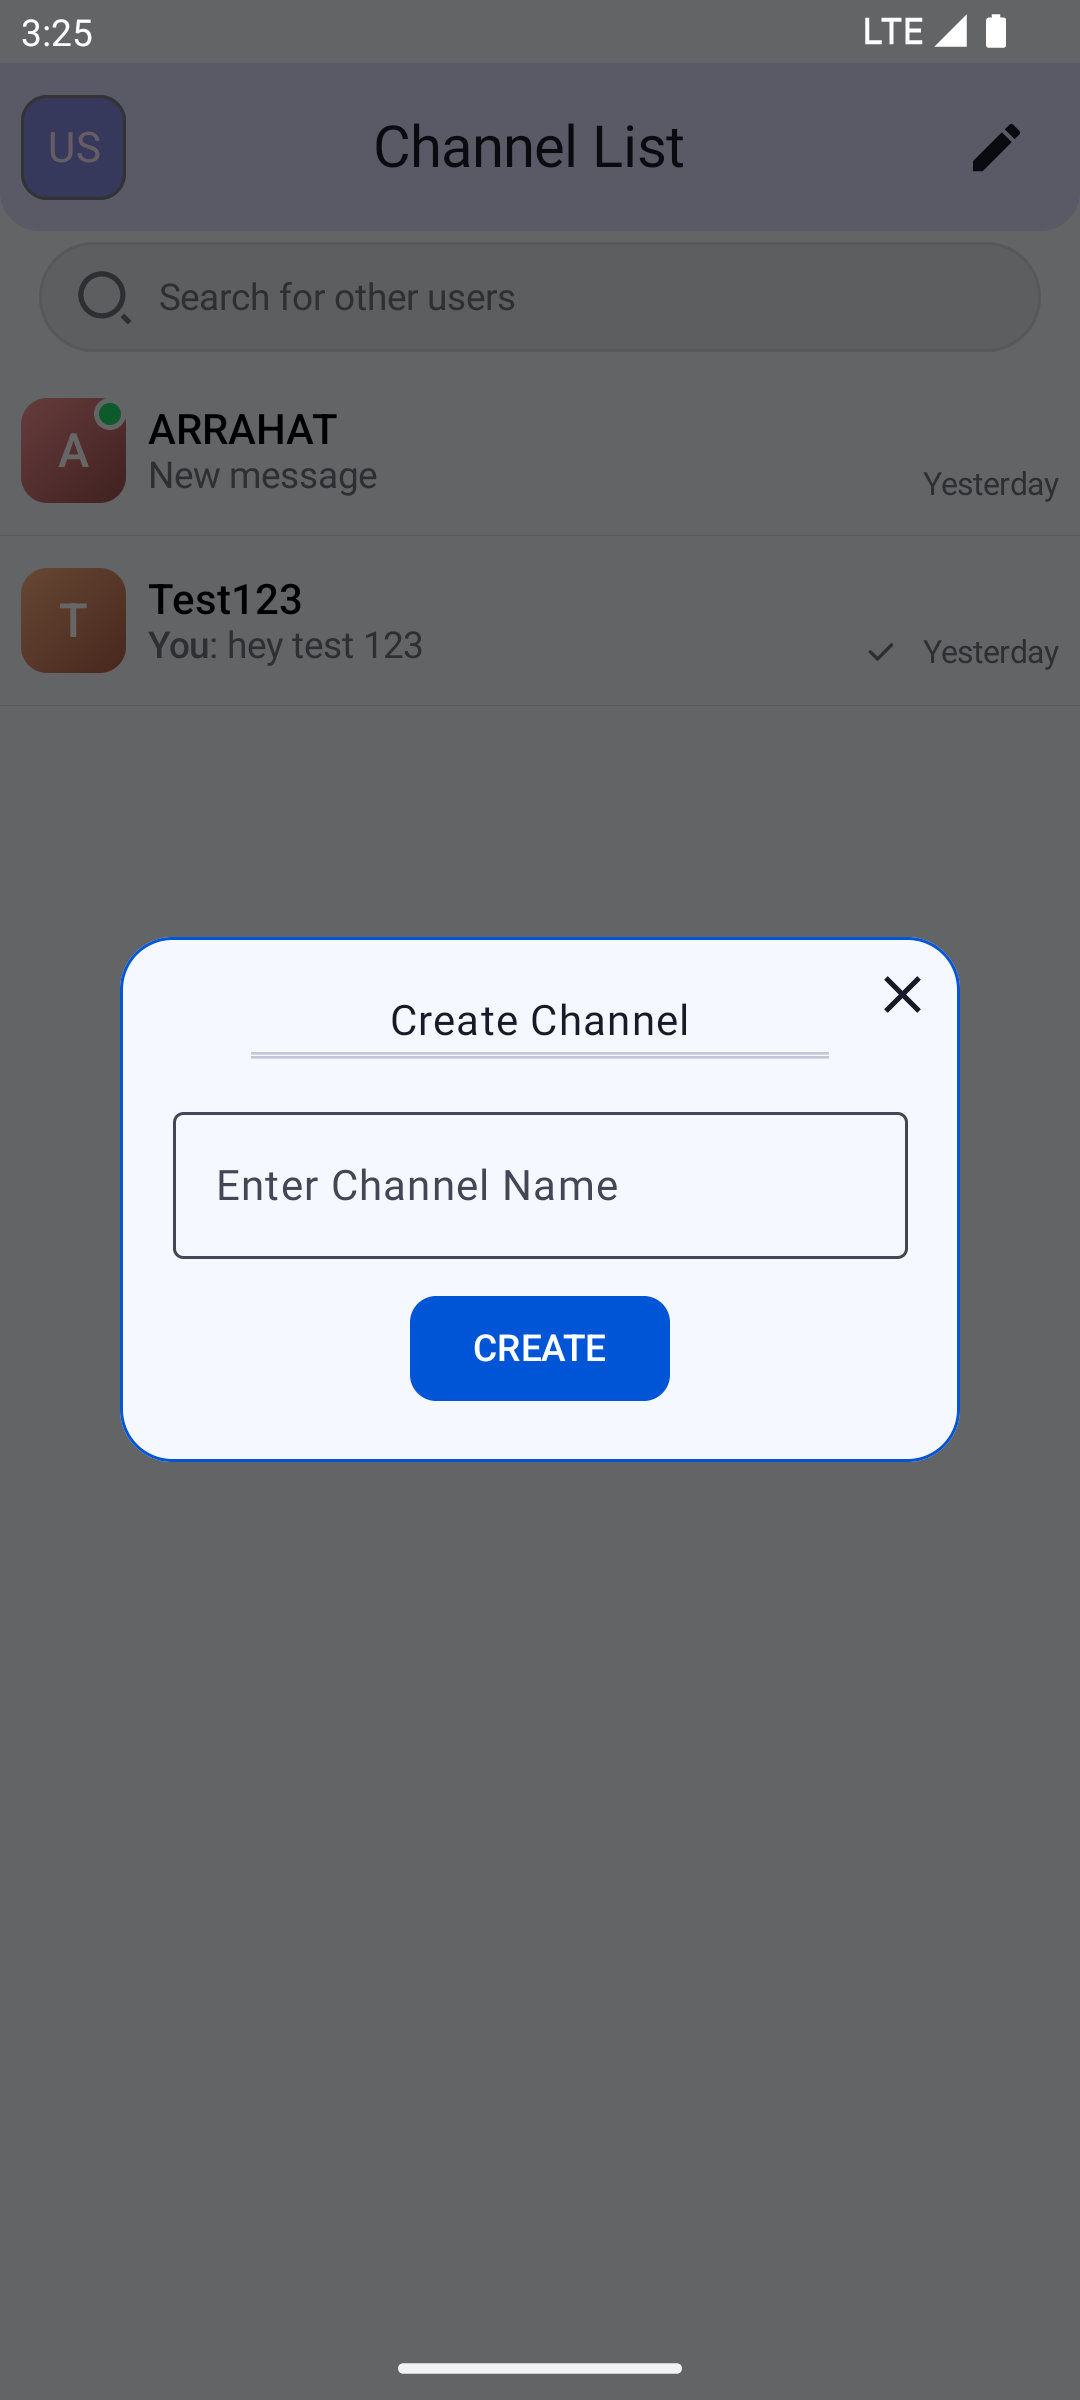 3:25
LTE
US
Channel List
Search for other users
A
ARRAHAT
New message
Yesterday
T
Test123
You: hey test 123
Yesterday
Create Channel
Enter Channel Name
CREATE